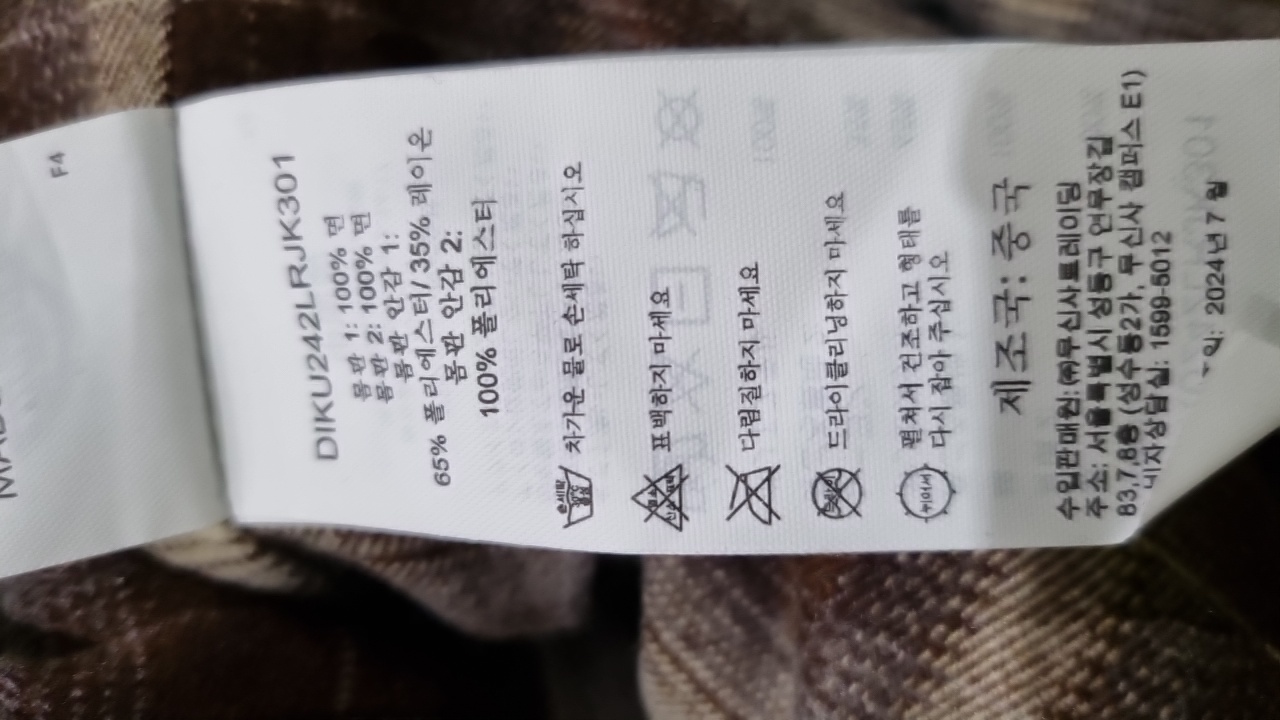 F4
DIKU242LRJK301
몸판 1: 100% 면
몸판 2: 100% 면
몸판 안감 1:
65% 폴리에스터/ 35% 레이온
몸판 안감 2:
100% 폴리에스터
차가운 물로 손세탁 하십시오
표백하지 마세요
다림질하지 마세요
드라이클리닝하지 마세요
뉘어서
펼쳐서 건조하고 형태를
다시 잡아 주십시오
제조국: 중국
수입판매원: ㈜무신사트레이딩
주소: 서울특별시 성동구 연무장길
83,7,8층 (성수동2가, 무신사 캠퍼스 E1)
상담실: 1599-5012
2024년 7 월